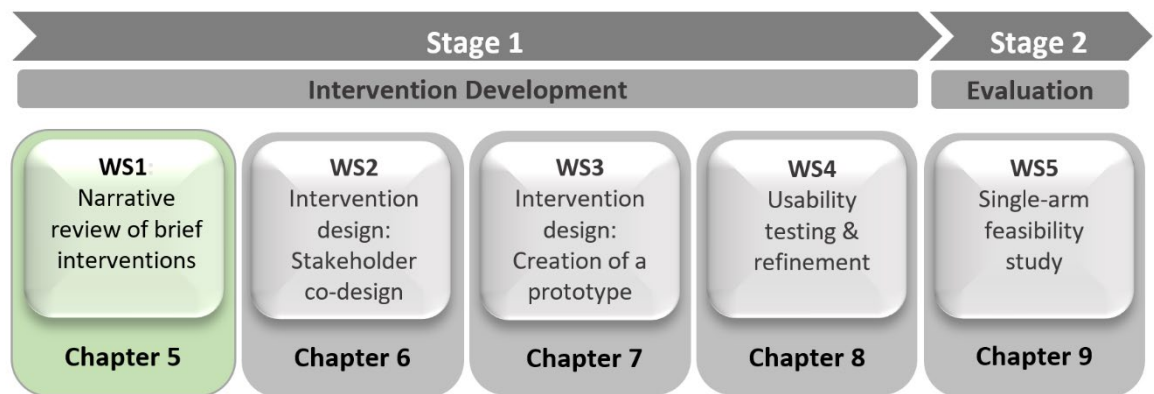 Stage 1
Stage 2
Intervention Development
Evaluation
WS1
Narrative
review of brief
interventions
Chapter 5
WS2
Intervention
design:
Stakeholder
co-design
Chapter 6
WS3
Intervention
design:
Creation of a
prototype
Chapter 7
WS4
Usability
testing &
refinement
Chapter 8
WS5
Single-arm
feasibility
study
Chapter 9